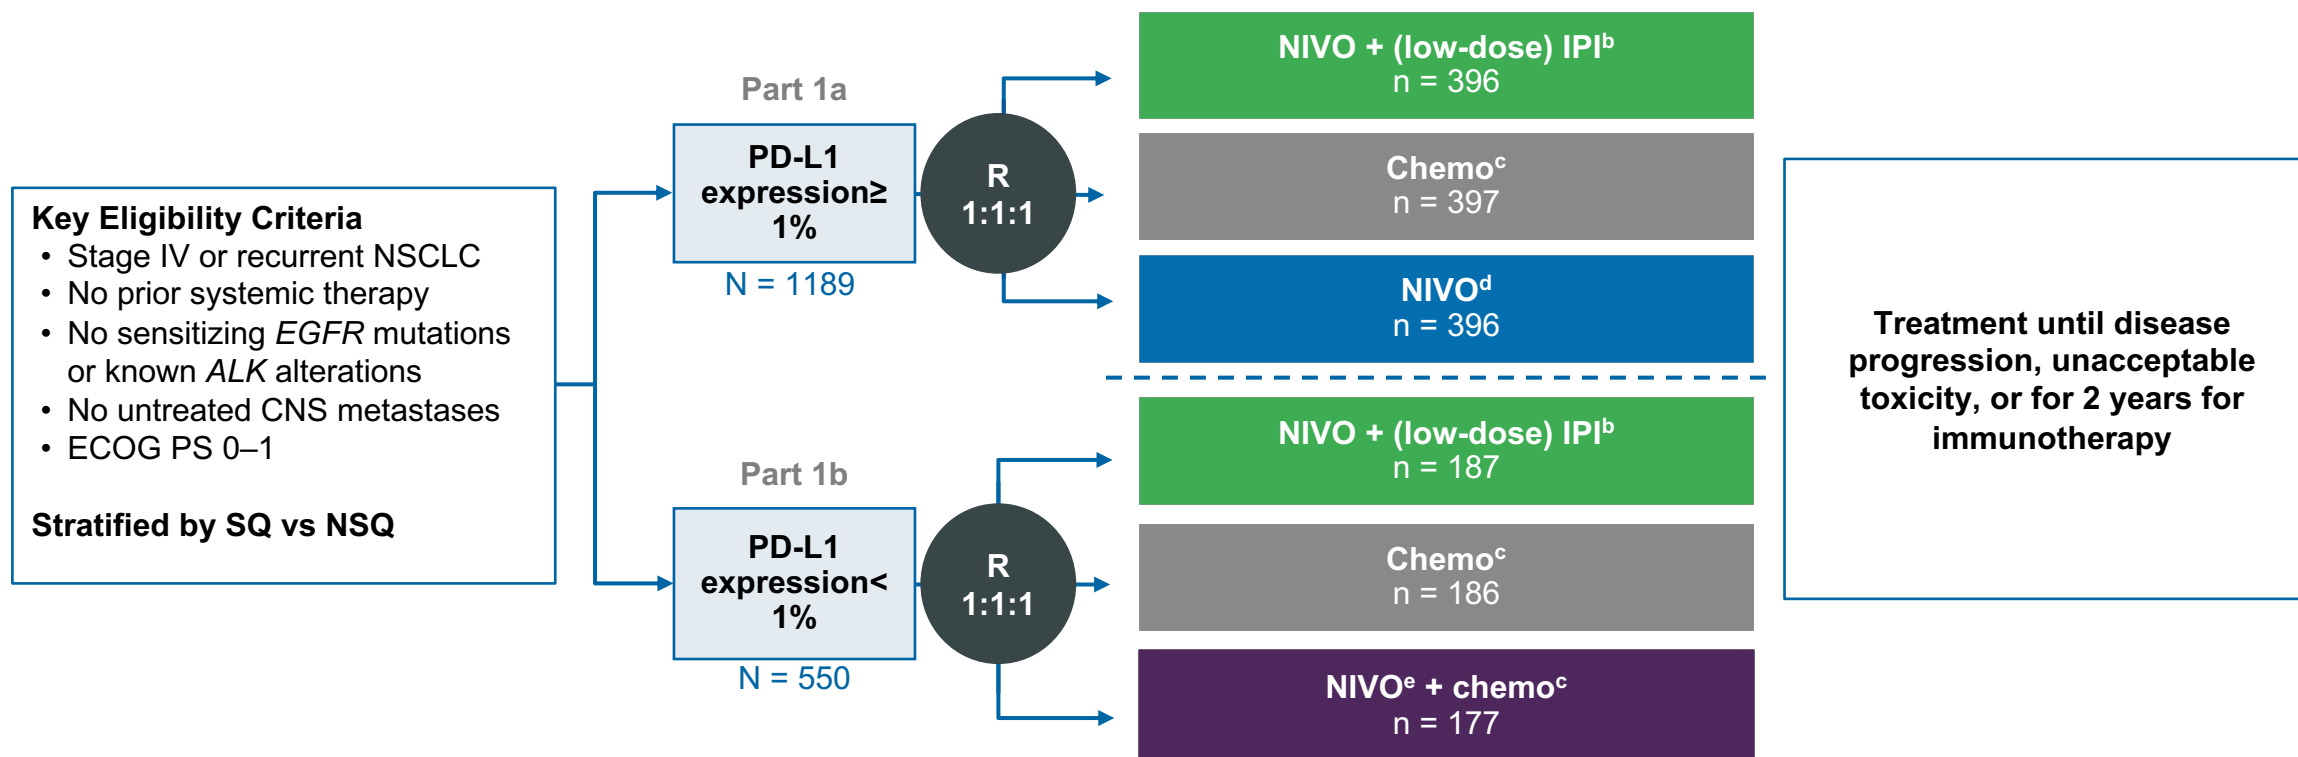 Key Eligibility Criteria
• Stage IV or recurrent NSCLC
• No prior systemic therapy
• No sensitizing EGFR mutations
or known ALK alterations
• No untreated CNS metastases
• ECOG PS 0–1
Stratified by SQ vs NSQ
Part 1a
PD-L1
expression≥
1%
N = 1189
R
1:1:1
NIVO + (low-dose) IPIᵇ
n = 396
Chemoᶜ
n = 397
NIVOᵈ
n = 396
Part 1b
PD-L1
expression<
1%
N = 550
R
1:1:1
NIVO + (low-dose) IPIᵇ
n = 187
Chemoᶜ
n = 186
NIVOᵉ + chemoᶜ
n = 177
Treatment until disease
progression, unacceptable
toxicity, or for 2 years for
immunotherapy